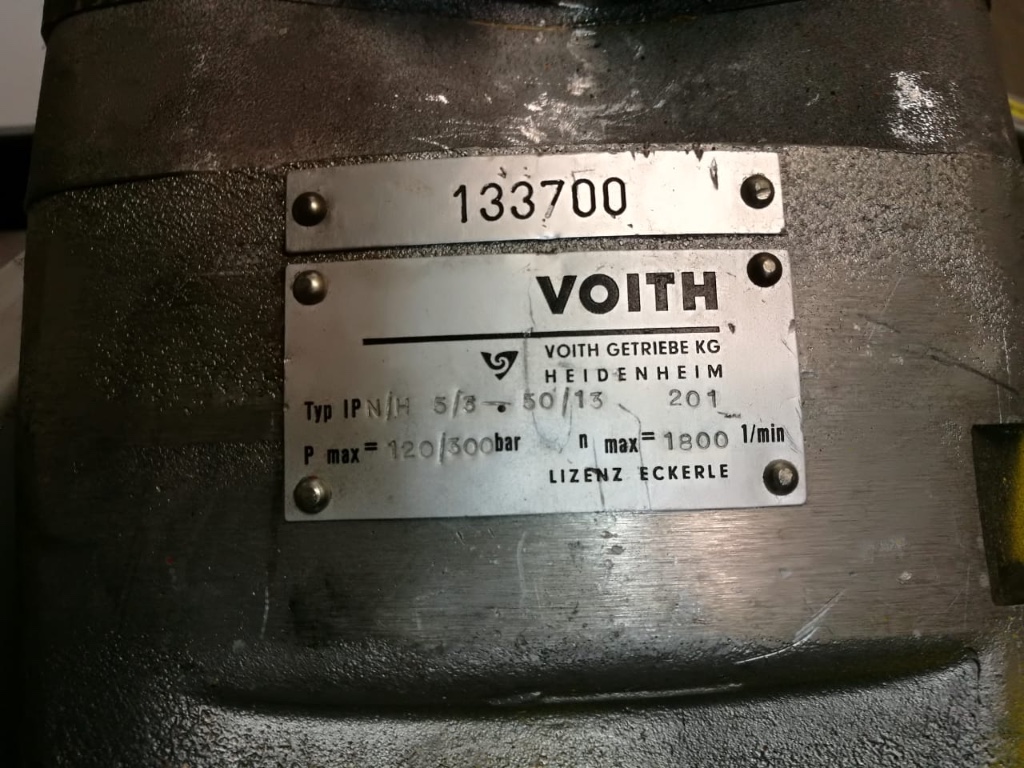 133700
VOITH
VOITH GETRIEBE KG
HEIDENHEIM
Typ IPN/H 5/3 - 50/13 201
P max = 120/300 bar n max = 1800 1/min
LIZENZ ECKERLE